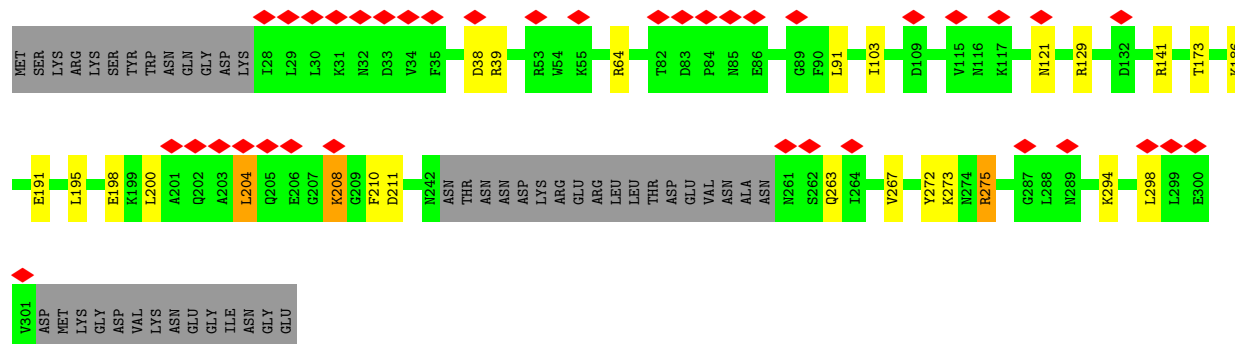 MET SER LYS ARG LYS SER TYR TRP ASN GLN GLY ASP LYS I28 L29 L30 K31 N32 D33 V34 F35 D38 R39 R53 W54 K55 R64 T82 D83 P84 N85 E86 G89 F90 L91 I103 D109 V115 N116 K117 N121 R129 D132 R141 T173 K186
E191 L195 E198 K199 L200 A201 Q202 A203 L204 Q205 E206 G207 K208 G209 F210 D211 N242 ASN THR ASN ASN ASP LYS ARG GLU ARG LEU LEU THR ASP GLU VAL ASN ALA ASN N261 S262 Q263 I264 V267 Y272 K273 N274 R275 G287 L288 N289 K294 L298 L299 E300
V301 ASP MET LYS GLY ASP VAL LYS ASN GLU GLY ILE ASN GLY GLU